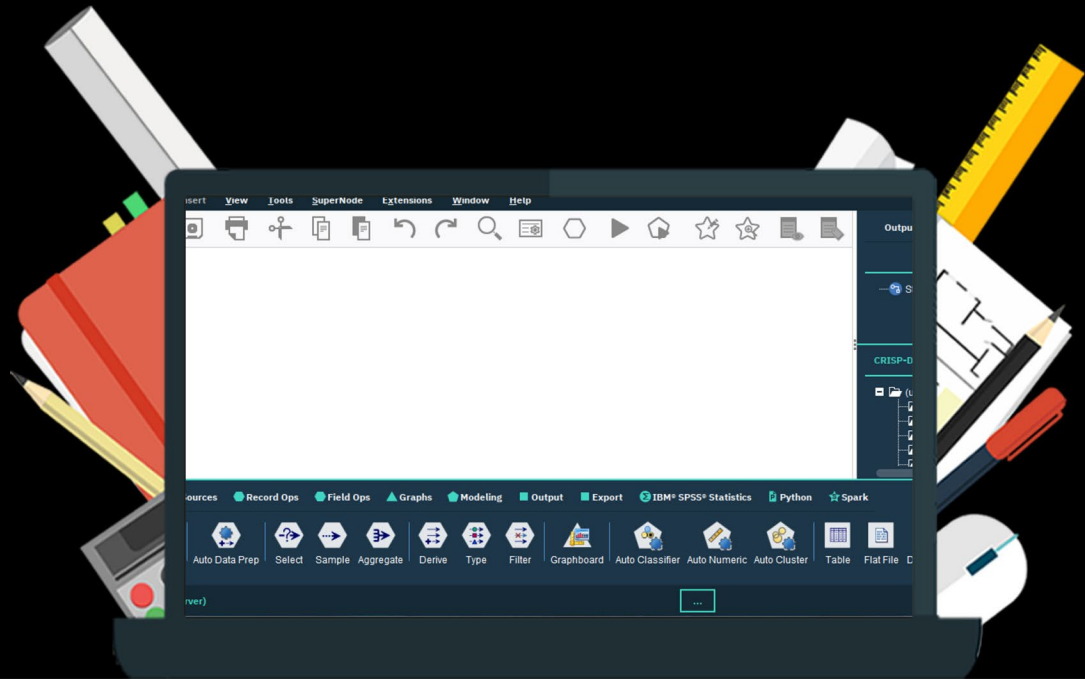 nsert View Tools SuperNode Extensions Window Help
Outpu
S
CRISP-D
(u
ources Record Ops Field Ops Graphs Modeling Output Export IBM® SPSS® Statistics Python Spark
Auto Data Prep Select Sample Aggregate Derive Type Filter Graphboard Auto Classifier Auto Numeric Auto Cluster Table Flat File D
rver) ...